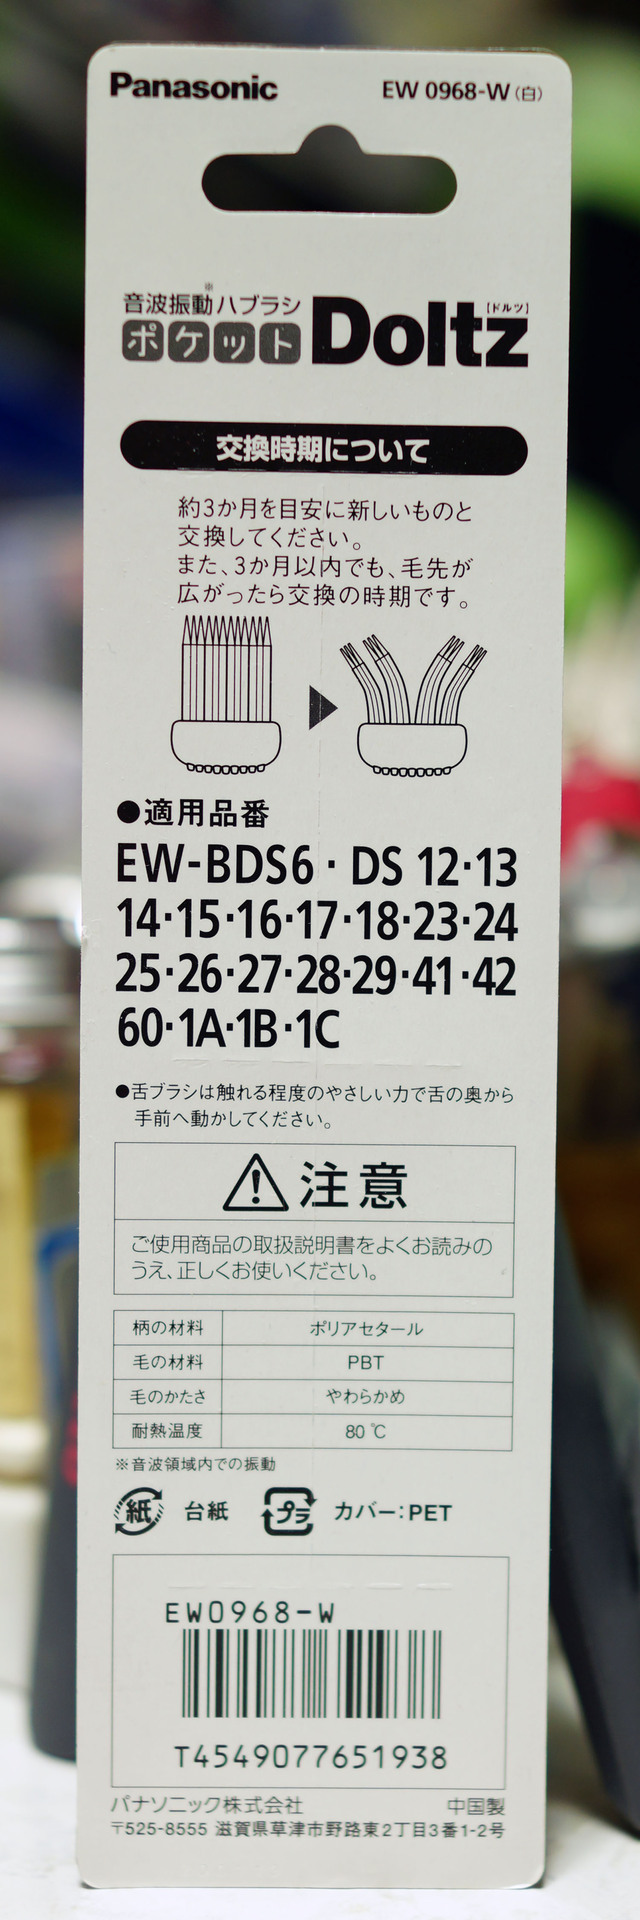 Panasonic EW 0968-W(白)
音波振動※ハブラシ
ポケット Doltz [ドルツ]
交換時期について
約3か月を目安に新しいものと
交換してください。
また、3か月以内でも、毛先が
広がったら交換の時期です。
●適用品番
EW-BDS6・DS 12・13
14・15・16・17・18・23・24
25・26・27・28・29・41・42
60・1A・1B・1C
●舌ブラシは触れる程度のやさしい力で舌の奥から
手前へ動かしてください。
注意
ご使用商品の取扱説明書をよくお読みの
うえ、正しくお使いください。
柄の材料 ポリアセタール
毛の材料 PBT
毛のかたさ やわらかめ
耐熱温度 80℃
※音波領域内での振動
紙 台紙 プラ カバー:PET
EW0968-W
T4549077651938
パナソニック株式会社 中国製
〒525-8555 滋賀県草津市野路東2丁目3番1-2号